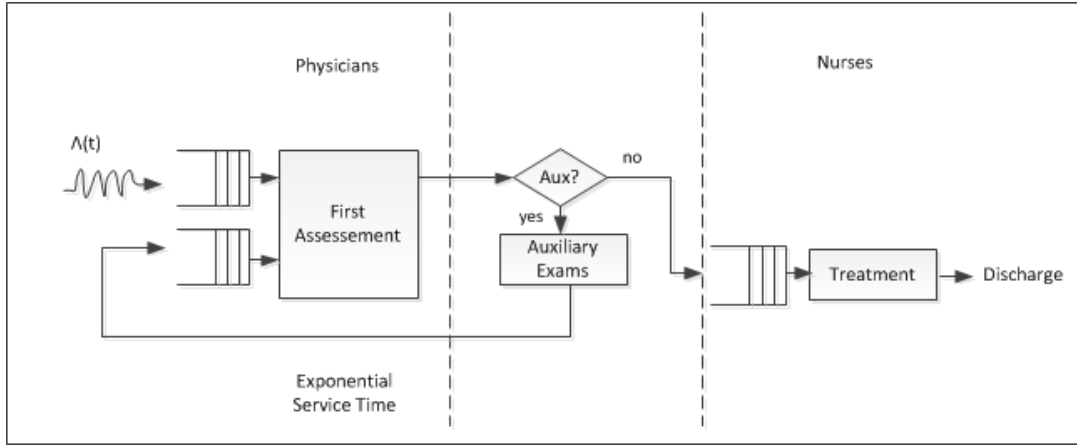 Physicians
Nurses
Λ(t)
First
Assessement
Aux?
no
yes
Auxiliary
Exams
Treatment
Discharge
Exponential
Service Time